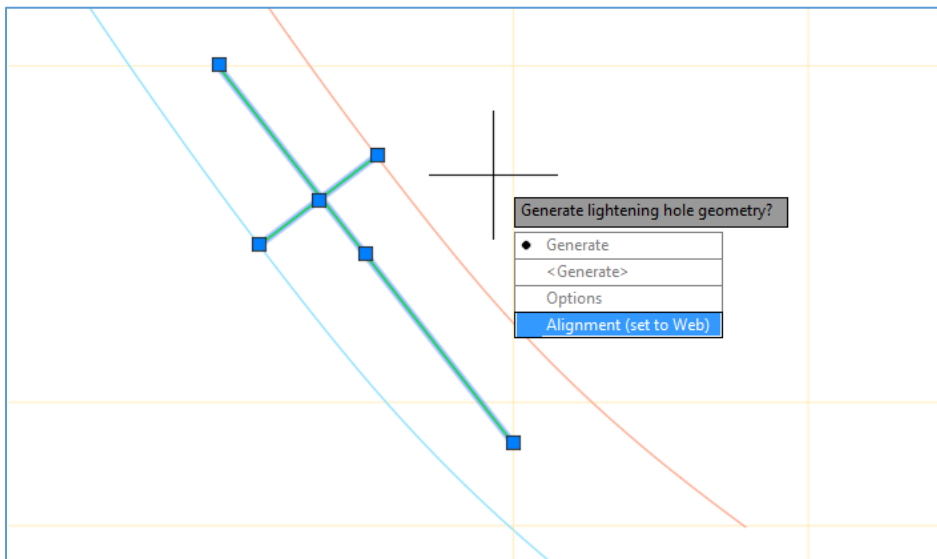 Generate lightening hole geometry?
Generate
<Generate>
Options
Alignment (set to Web)